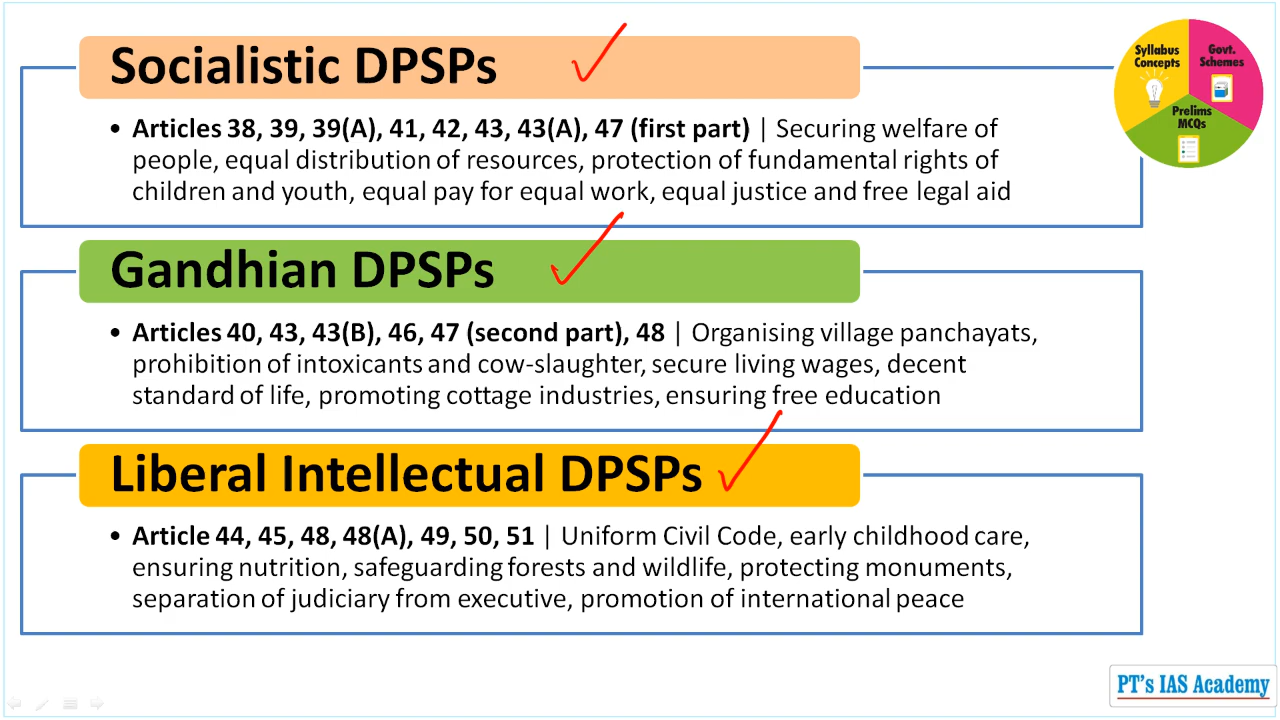 Socialistic DPSPs
• Articles 38, 39, 39(A), 41, 42, 43, 43(A), 47 (first part) | Securing welfare of
people, equal distribution of resources, protection of fundamental rights of
children and youth, equal pay for equal work, equal justice and free legal aid
Syllabus
Concepts
Govt.
Schemes
Prelims
MCQs
Gandhian DPSPs
• Articles 40, 43, 43(B), 46, 47 (second part), 48 | Organising village panchayats,
prohibition of intoxicants and cow-slaughter, secure living wages, decent
standard of life, promoting cottage industries, ensuring free education
Liberal Intellectual DPSPs
• Article 44, 45, 48, 48(A), 49, 50, 51 | Uniform Civil Code, early childhood care,
ensuring nutrition, safeguarding forests and wildlife, protecting monuments,
separation of judiciary from executive, promotion of international peace
PT's IAS Academy